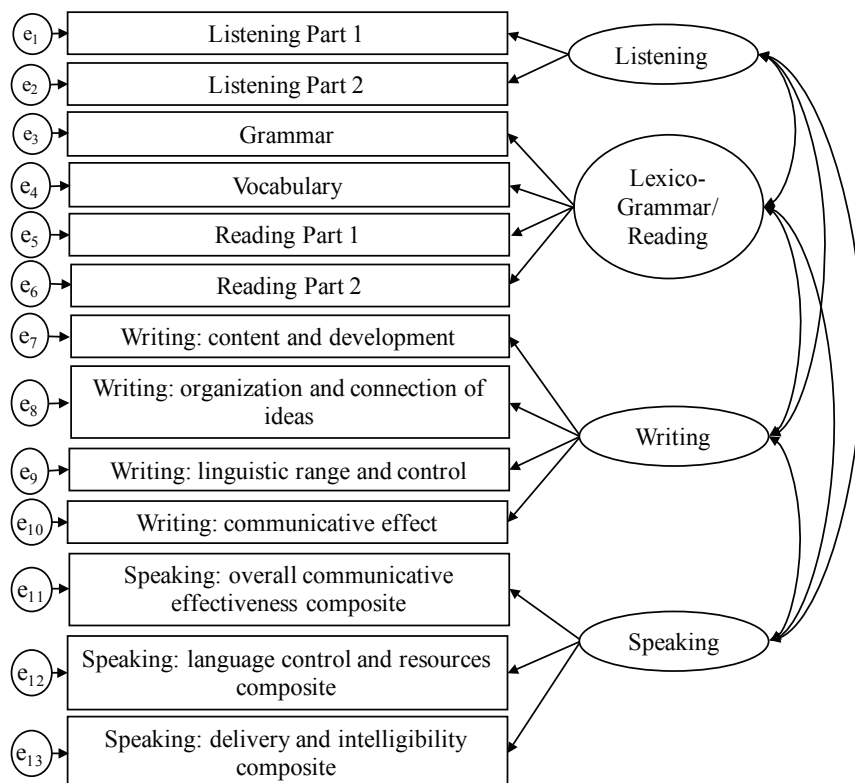 e1
Listening Part 1
Listening
e2
Listening Part 2
e3
Grammar
e4
Vocabulary
Lexico-
Grammar/
Reading
e5
Reading Part 1
e6
Reading Part 2
e7
Writing: content and development
e8
Writing: organization and connection of
ideas
Writing
e9
Writing: linguistic range and control
e10
Writing: communicative effect
e11
Speaking: overall communicative
effectiveness composite
Speaking
e12
Speaking: language control and resources
composite
e13
Speaking: delivery and intelligibility
composite